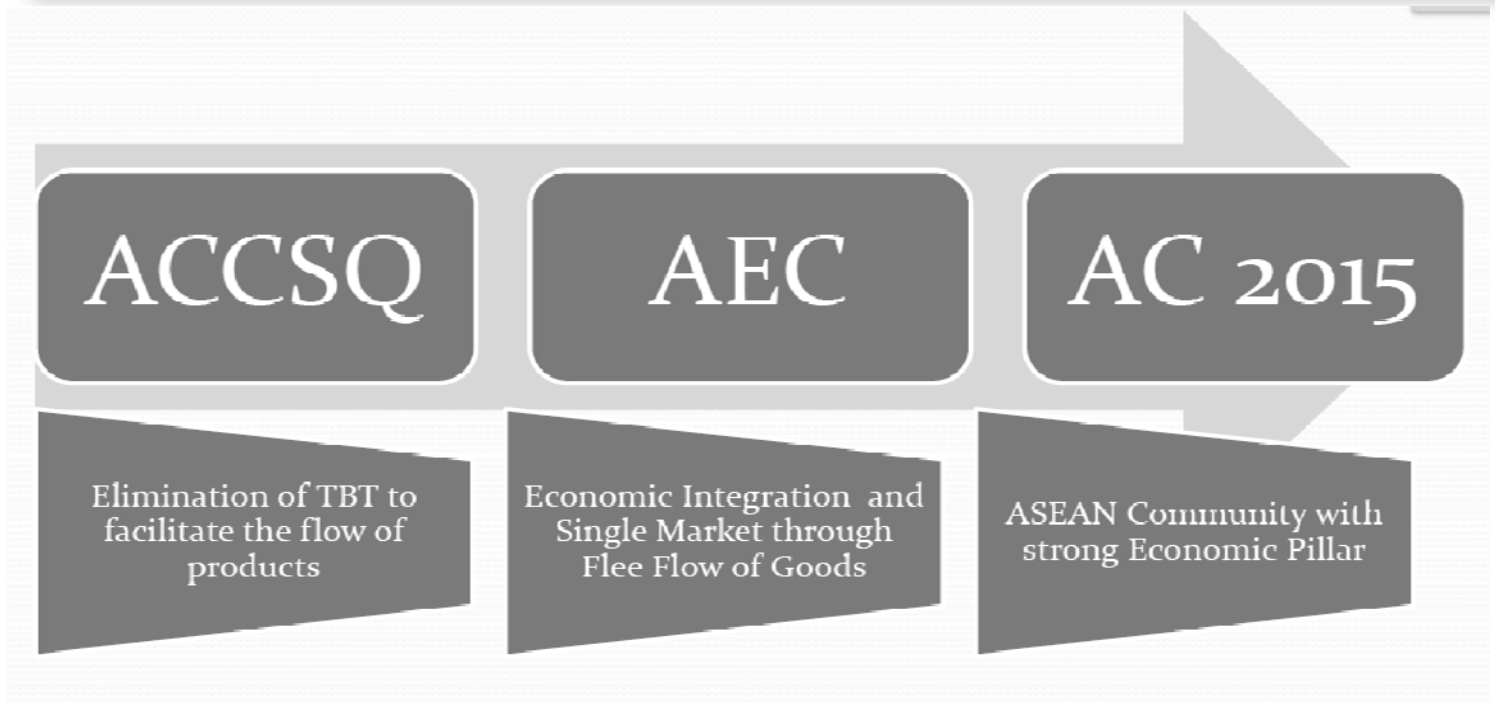 ACCSQ
AEC
AC 2015
Elimination of TBT to
facilitate the flow of
products
Economic Integration and
Single Market through
Flee Flow of Goods
ASEAN Community with
strong Economic Pillar